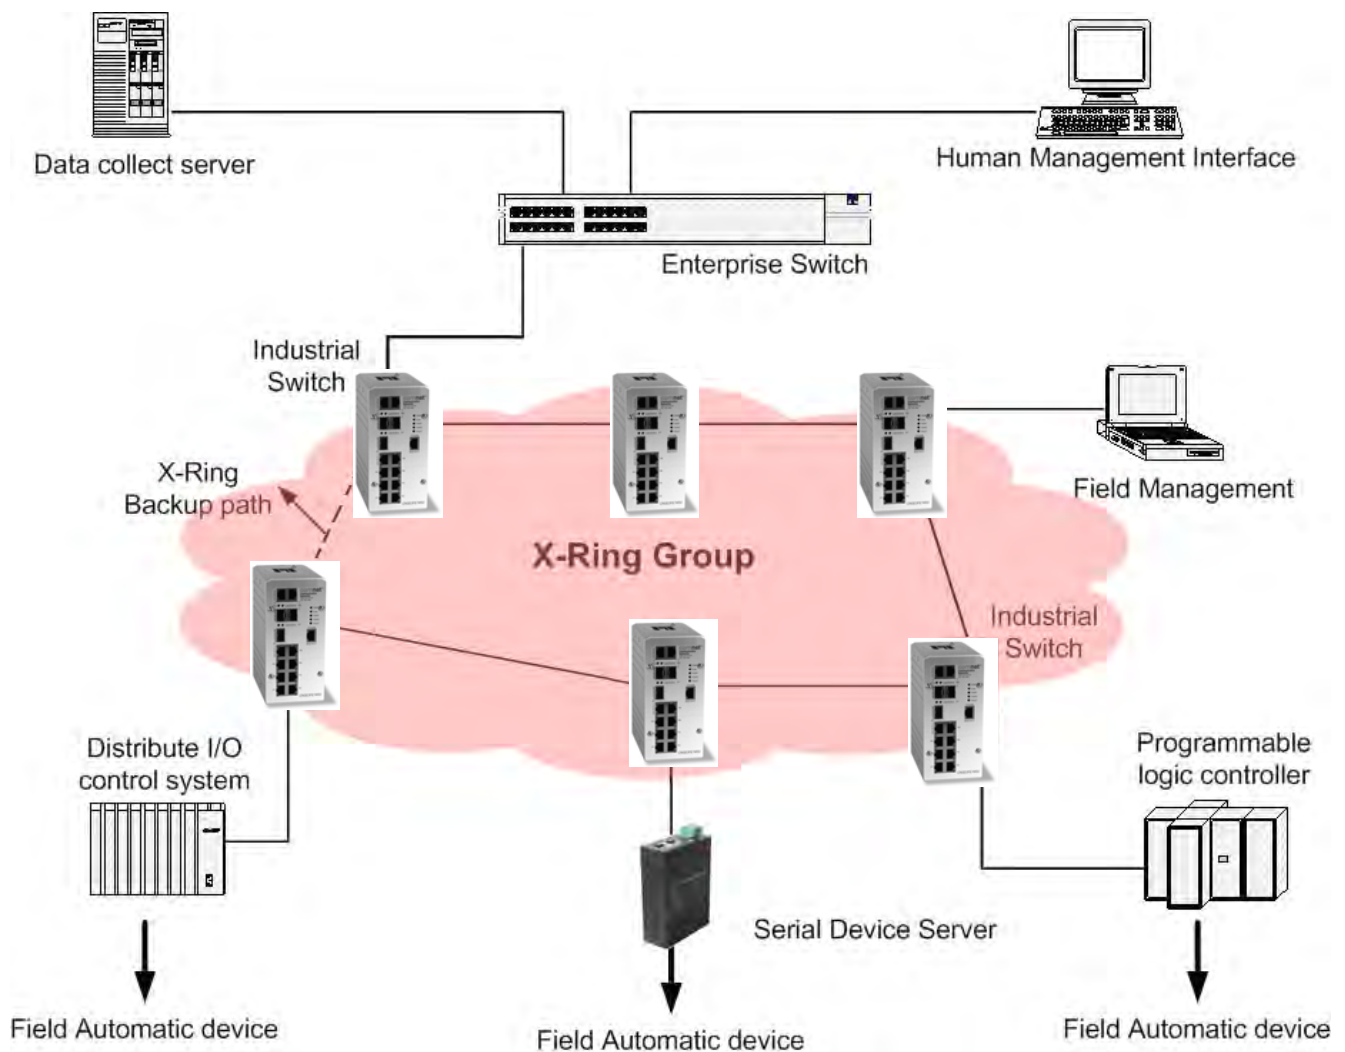 Data collect server
Human Management Interface
Enterprise Switch
Industrial
Switch
X-Ring
Backup path
Field Management
X-Ring Group
Industrial
Switch
Distribute I/O
control system
Programmable
logic controller
Serial Device Server
Field Automatic device
Field Automatic device
Field Automatic device